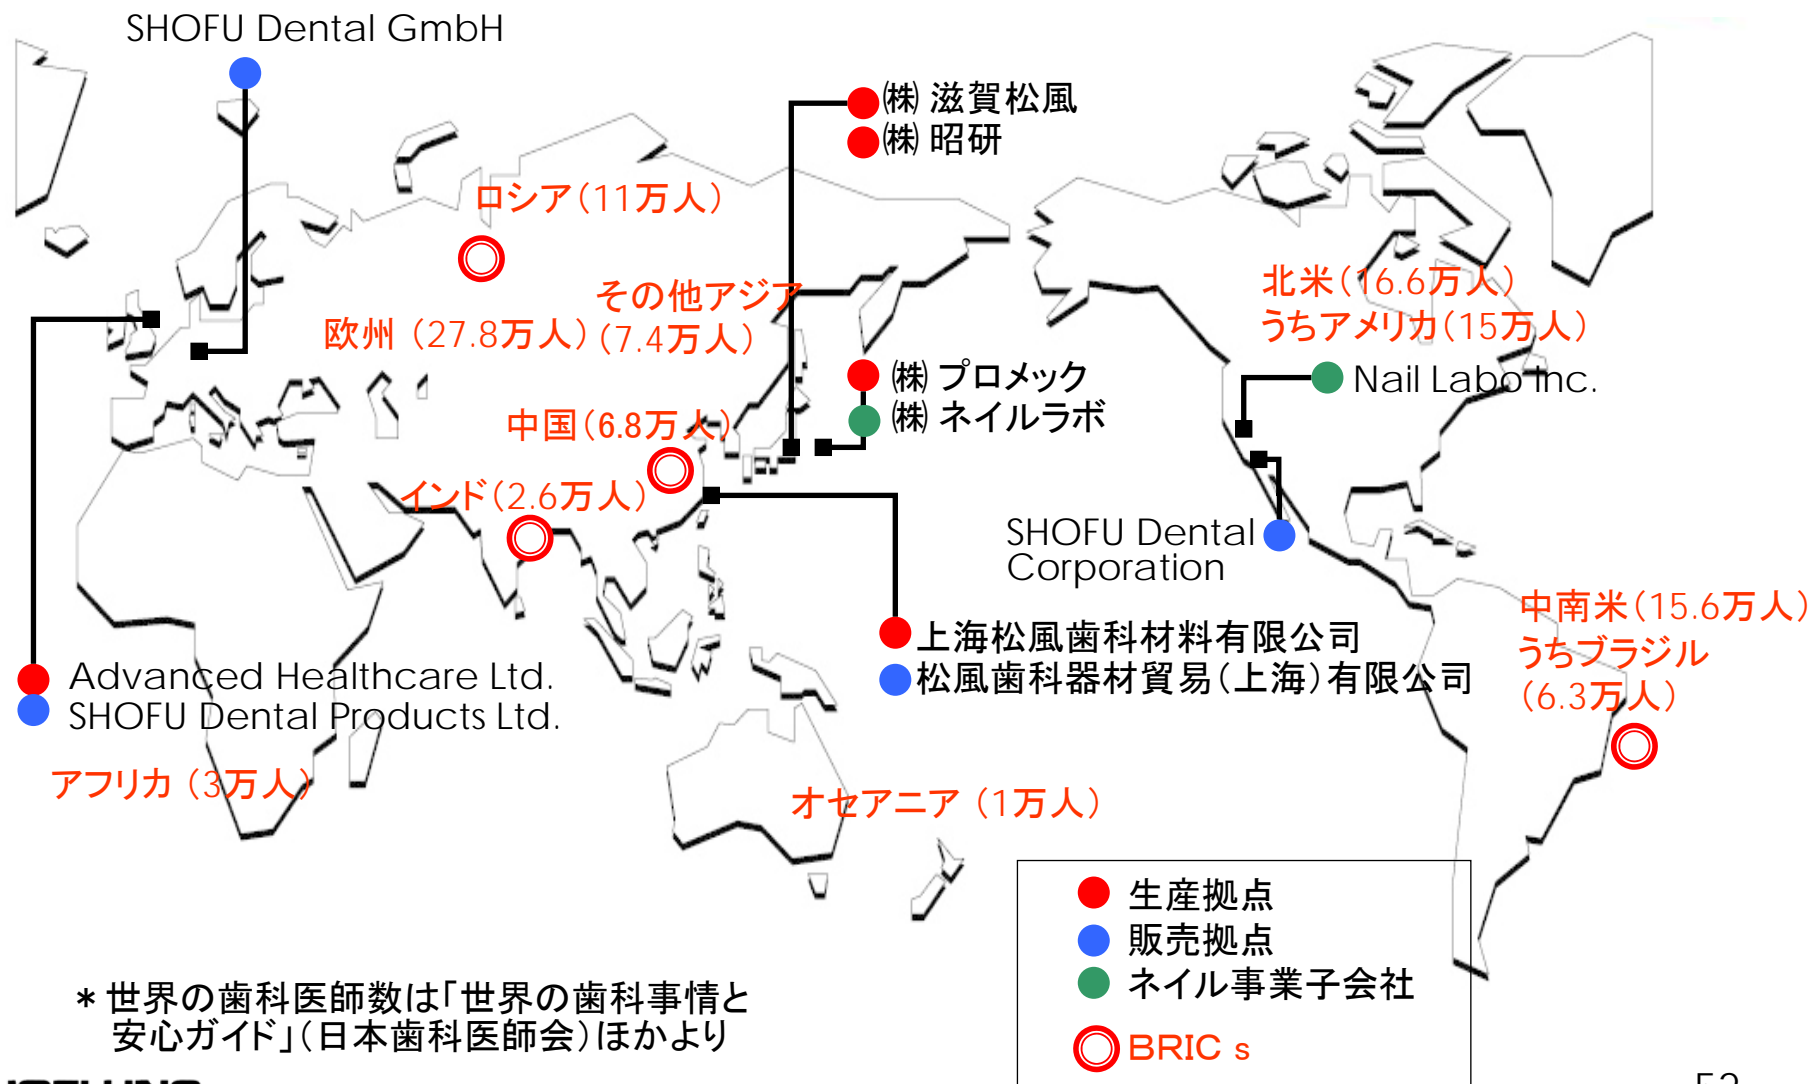 SHOFU Dental GmbH
㈱ 滋賀松風
㈱ 昭研
ロシア（11万人）
その他アジア
（7.4万人）
欧州 （27.8万人）
北米（16.6万人）
うちアメリカ（15万人）
㈱ プロメック
㈱ ネイルラボ
Nail Labo Inc.
中国（6.8万人）
インド（2.6万人）
SHOFU Dental
Corporation
中南米（15.6万人）
うちブラジル
（6.3万人）
上海松風歯科材料有限公司
松風歯科器材貿易（上海）有限公司
Advanced Healthcare Ltd.
SHOFU Dental Products Ltd.
アフリカ （3万人）
オセアニア （1万人）
生産拠点
販売拠点
ネイル事業子会社
BRICｓ
＊世界の歯科医師数は「世界の歯科事情と
安心ガイド」（日本歯科医師会）ほかより